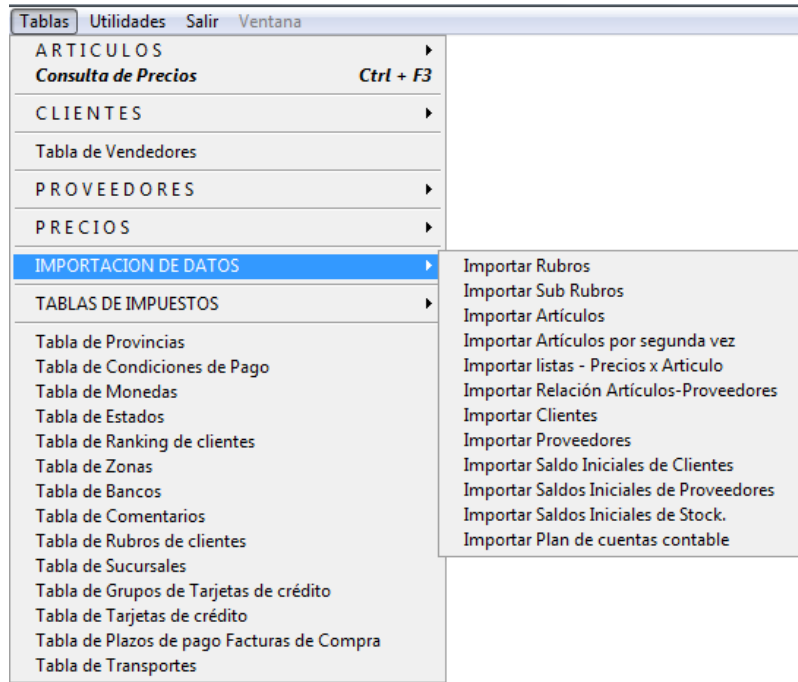 Tablas Utilidades Salir Ventana
ARTICULOS
Consulta de Precios Ctrl + F3
CLIENTES
Tabla de Vendedores
PROVEEDORES
PRECIOS
IMPORTACION DE DATOS
TABLAS DE IMPUESTOS
Tabla de Provincias
Tabla de Condiciones de Pago
Tabla de Monedas
Tabla de Estados
Tabla de Ranking de clientes
Tabla de Zonas
Tabla de Bancos
Tabla de Comentarios
Tabla de Rubros de clientes
Tabla de Sucursales
Tabla de Grupos de Tarjetas de crédito
Tabla de Tarjetas de crédito
Tabla de Plazos de pago Facturas de Compra
Tabla de Transportes
Importar Rubros
Importar Sub Rubros
Importar Artículos
Importar Artículos por segunda vez
Importar listas - Precios x Articulo
Importar Relación Artículos-Proveedores
Importar Clientes
Importar Proveedores
Importar Saldo Iniciales de Clientes
Importar Saldos Iniciales de Proveedores
Importar Saldos Iniciales de Stock.
Importar Plan de cuentas contable